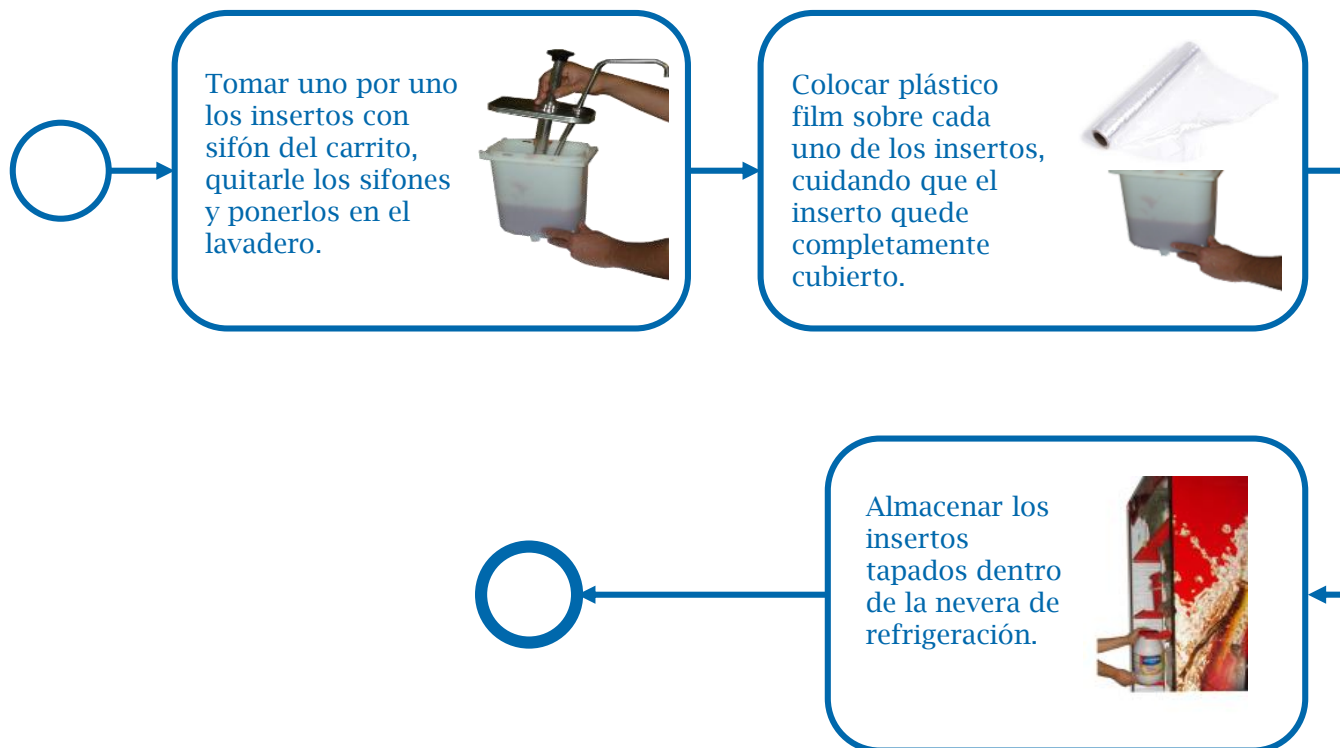 Tomar uno por uno
los insertos con
sifón del carrito,
quitarle los sifones
y ponerlos en el
lavadero.
Colocar plástico
film sobre cada
uno de los insertos,
cuidando que el
inserto quede
completamente
cubierto.
Almacenar los
insertos
tapados dentro
de la nevera de
refrigeración.